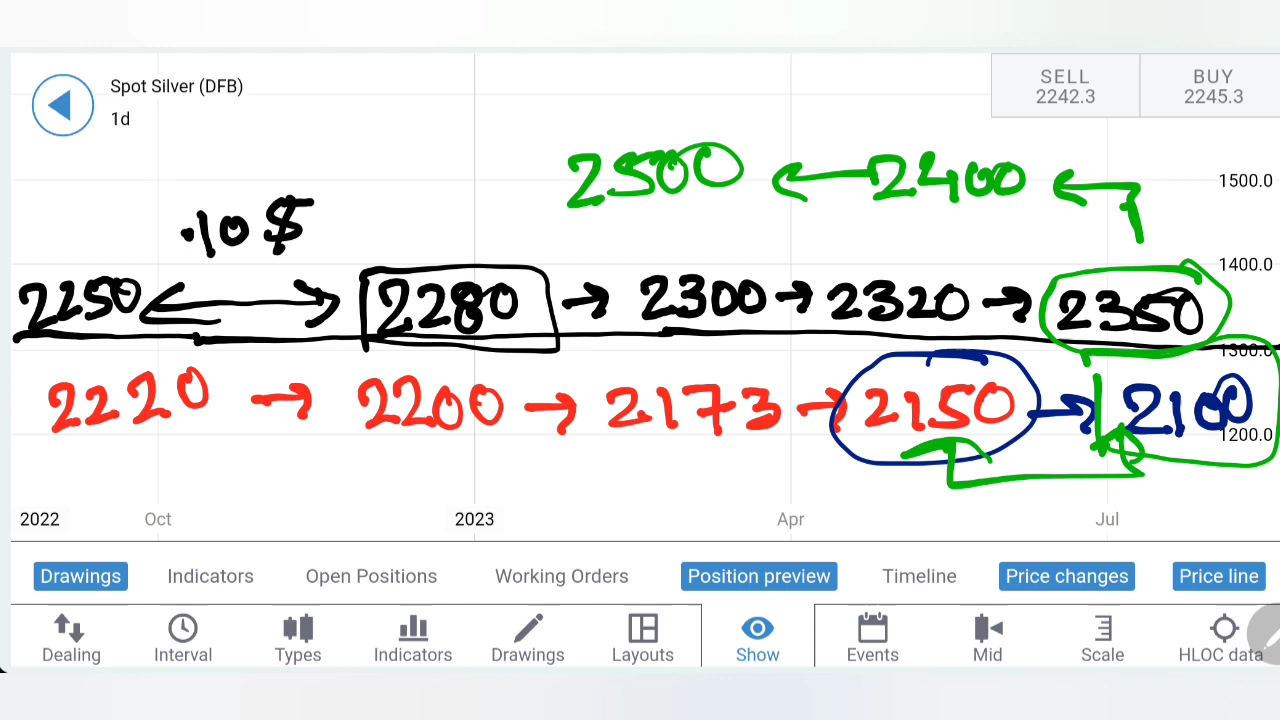 Spot Silver (DFB)
1d
SELL
2242.3
BUY
2245.3
2500 ← 2400
1500.0
.10 $
1400.0
2250 ↔ 2280 → 2300 → 2320 → 2350
1300.0
2220 → 2200 → 2173 → 2150 → 2100
1200.0
2022 Oct 2023 Apr Jul
Drawings Indicators Open Positions Working Orders Position preview Timeline Price changes Price line
Dealing Interval Types Indicators Drawings Layouts Show Events Mid Scale HLOC data